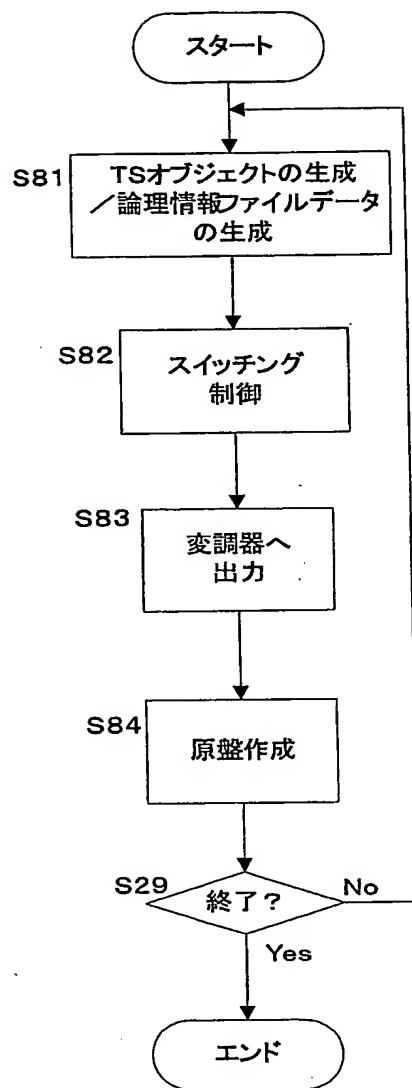 スタート
S81
TSオブジェクトの生成
／論理情報ファイルデータ
の生成
S82
スイッチング
制御
S83
変調器へ
出力
S84
原盤作成
S29
終了？
No
Yes
エンド